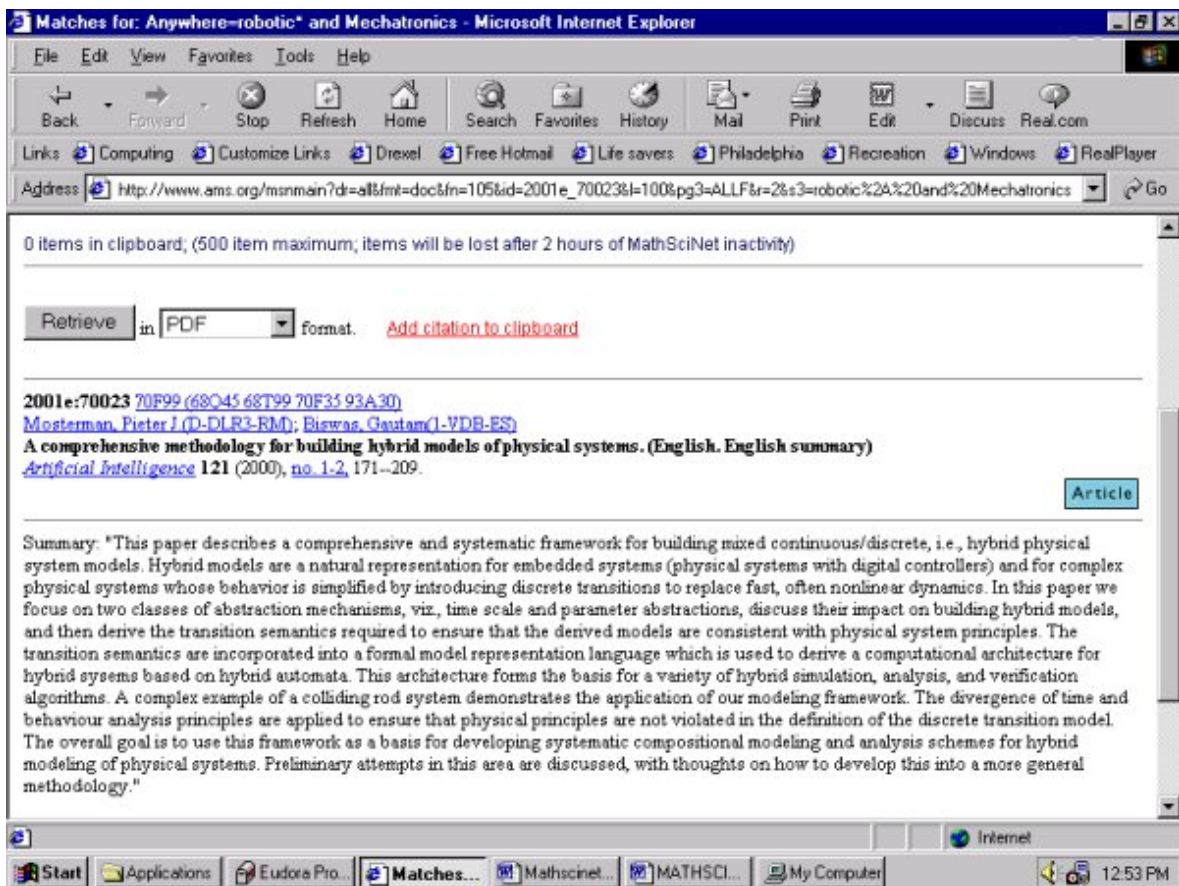 Matches for: Anywhere=robotic* and Mechatronics - Microsoft Internet Explorer
File Edit View Favorites Tools Help
Back Forward Stop Refresh Home Search Favorites History Mail Print Edit Discuss Real.com
Links Computing Customize Links Drexel Free Hotmail Life savers Philadelphia Recreation Windows RealPlayer
Address http://www.ams.org/msnmain?dr=all&fmt=doc&fn=105&id=2001e_70023&l=100&pg3=ALLF&r=2&s3=robotic%2A%20and%20Mechatronics Go
0 items in clipboard; (500 item maximum; items will be lost after 2 hours of MathSciNet inactivity)
Retrieve in PDF format. Add citation to clipboard
2001e:70023 70F99 (68Q45 68T99 70F35 93A30)
Mosterman, Pieter J.(D-DLR3-RM); Biswas, Gautam(1-VDB-ES)
A comprehensive methodology for building hybrid models of physical systems. (English. English summary)
Artificial Intelligence 121 (2000), no. 1-2, 171--209.
Article
Summary: "This paper describes a comprehensive and systematic framework for building mixed continuous/discrete, i.e., hybrid physical
system models. Hybrid models are a natural representation for embedded systems (physical systems with digital controllers) and for complex
physical systems whose behavior is simplified by introducing discrete transitions to replace fast, often nonlinear dynamics. In this paper we
focus on two classes of abstraction mechanisms, viz., time scale and parameter abstractions, discuss their impact on building hybrid models,
and then derive the transition semantics required to ensure that the derived models are consistent with physical system principles. The
transition semantics are incorporated into a formal model representation language which is used to derive a computational architecture for
hybrid sysems based on hybrid automata. This architecture forms the basis for a variety of hybrid simulation, analysis, and verification
algorithms. A complex example of a colliding rod system demonstrates the application of our modeling framework. The divergence of time and
behaviour analysis principles are applied to ensure that physical principles are not violated in the definition of the discrete transition model.
The overall goal is to use this framework as a basis for developing systematic compositional modeling and analysis schemes for hybrid
modeling of physical systems. Preliminary attempts in this area are discussed, with thoughts on how to develop this into a more general
methodology."
Internet
Start Applications Eudora Pro... Matches... Mathscinet... MATHSCI... My Computer 12:53 PM